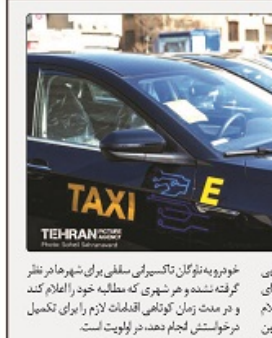 TAXI
E
TEHRAN PICTURE AGENCY
Photo: Soheil Sahranavard
خودرو به ناوگان تاکسیرانی سقفی برای شهرها در نظر
گرفته نشده و هر شهری که مطالبه خود را اعلام کند
و در مدت زمان کوتاهی اقدامات لازم را برای تکمیل
درخواستش انجام دهد، در اولویت است.